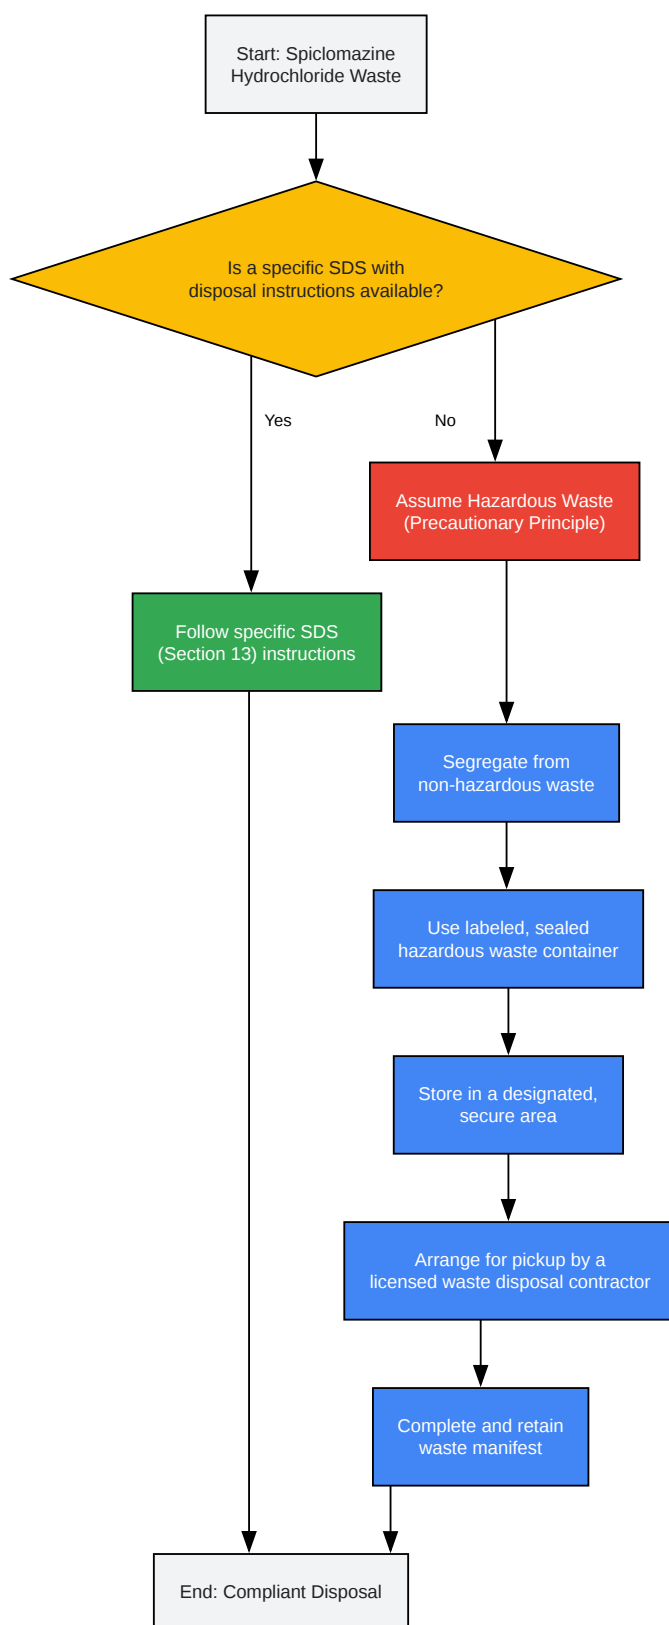 Start: Spiclomazine
Hydrochloride Waste
Is a specific SDS with
disposal instructions available?
Yes
No
Assume Hazardous Waste
(Precautionary Principle)
Follow specific SDS
(Section 13) instructions
Segregate from
non-hazardous waste
Use labeled, sealed
hazardous waste container
Store in a designated,
secure area
Arrange for pickup by a
licensed waste disposal contractor
Complete and retain
waste manifest
End: Compliant Disposal